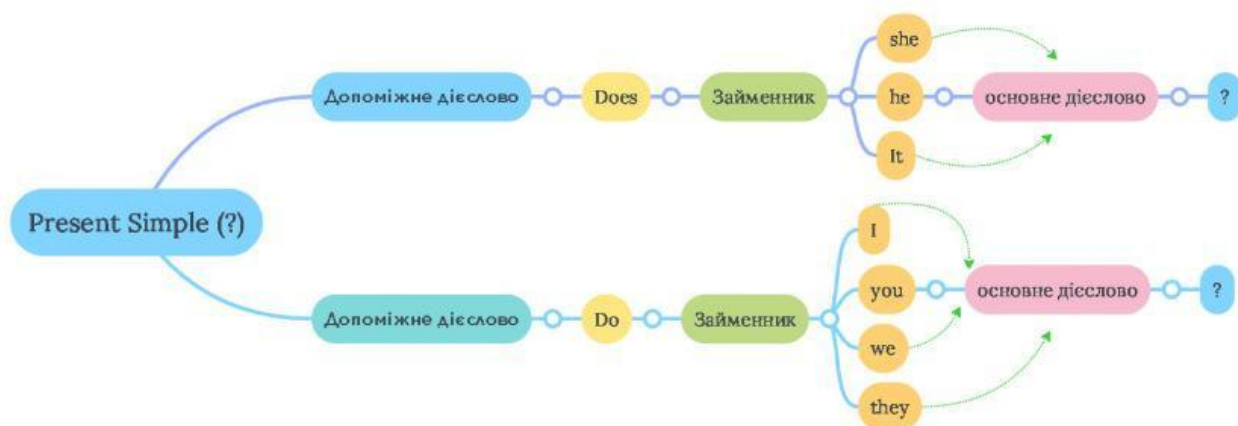 Present Simple (?)
Допоміжне дієслово
Does
Займенник
she
he
It
основне дієслово
?
Допоміжне дієслово
Do
Займенник
I
you
we
they
основне дієслово
?